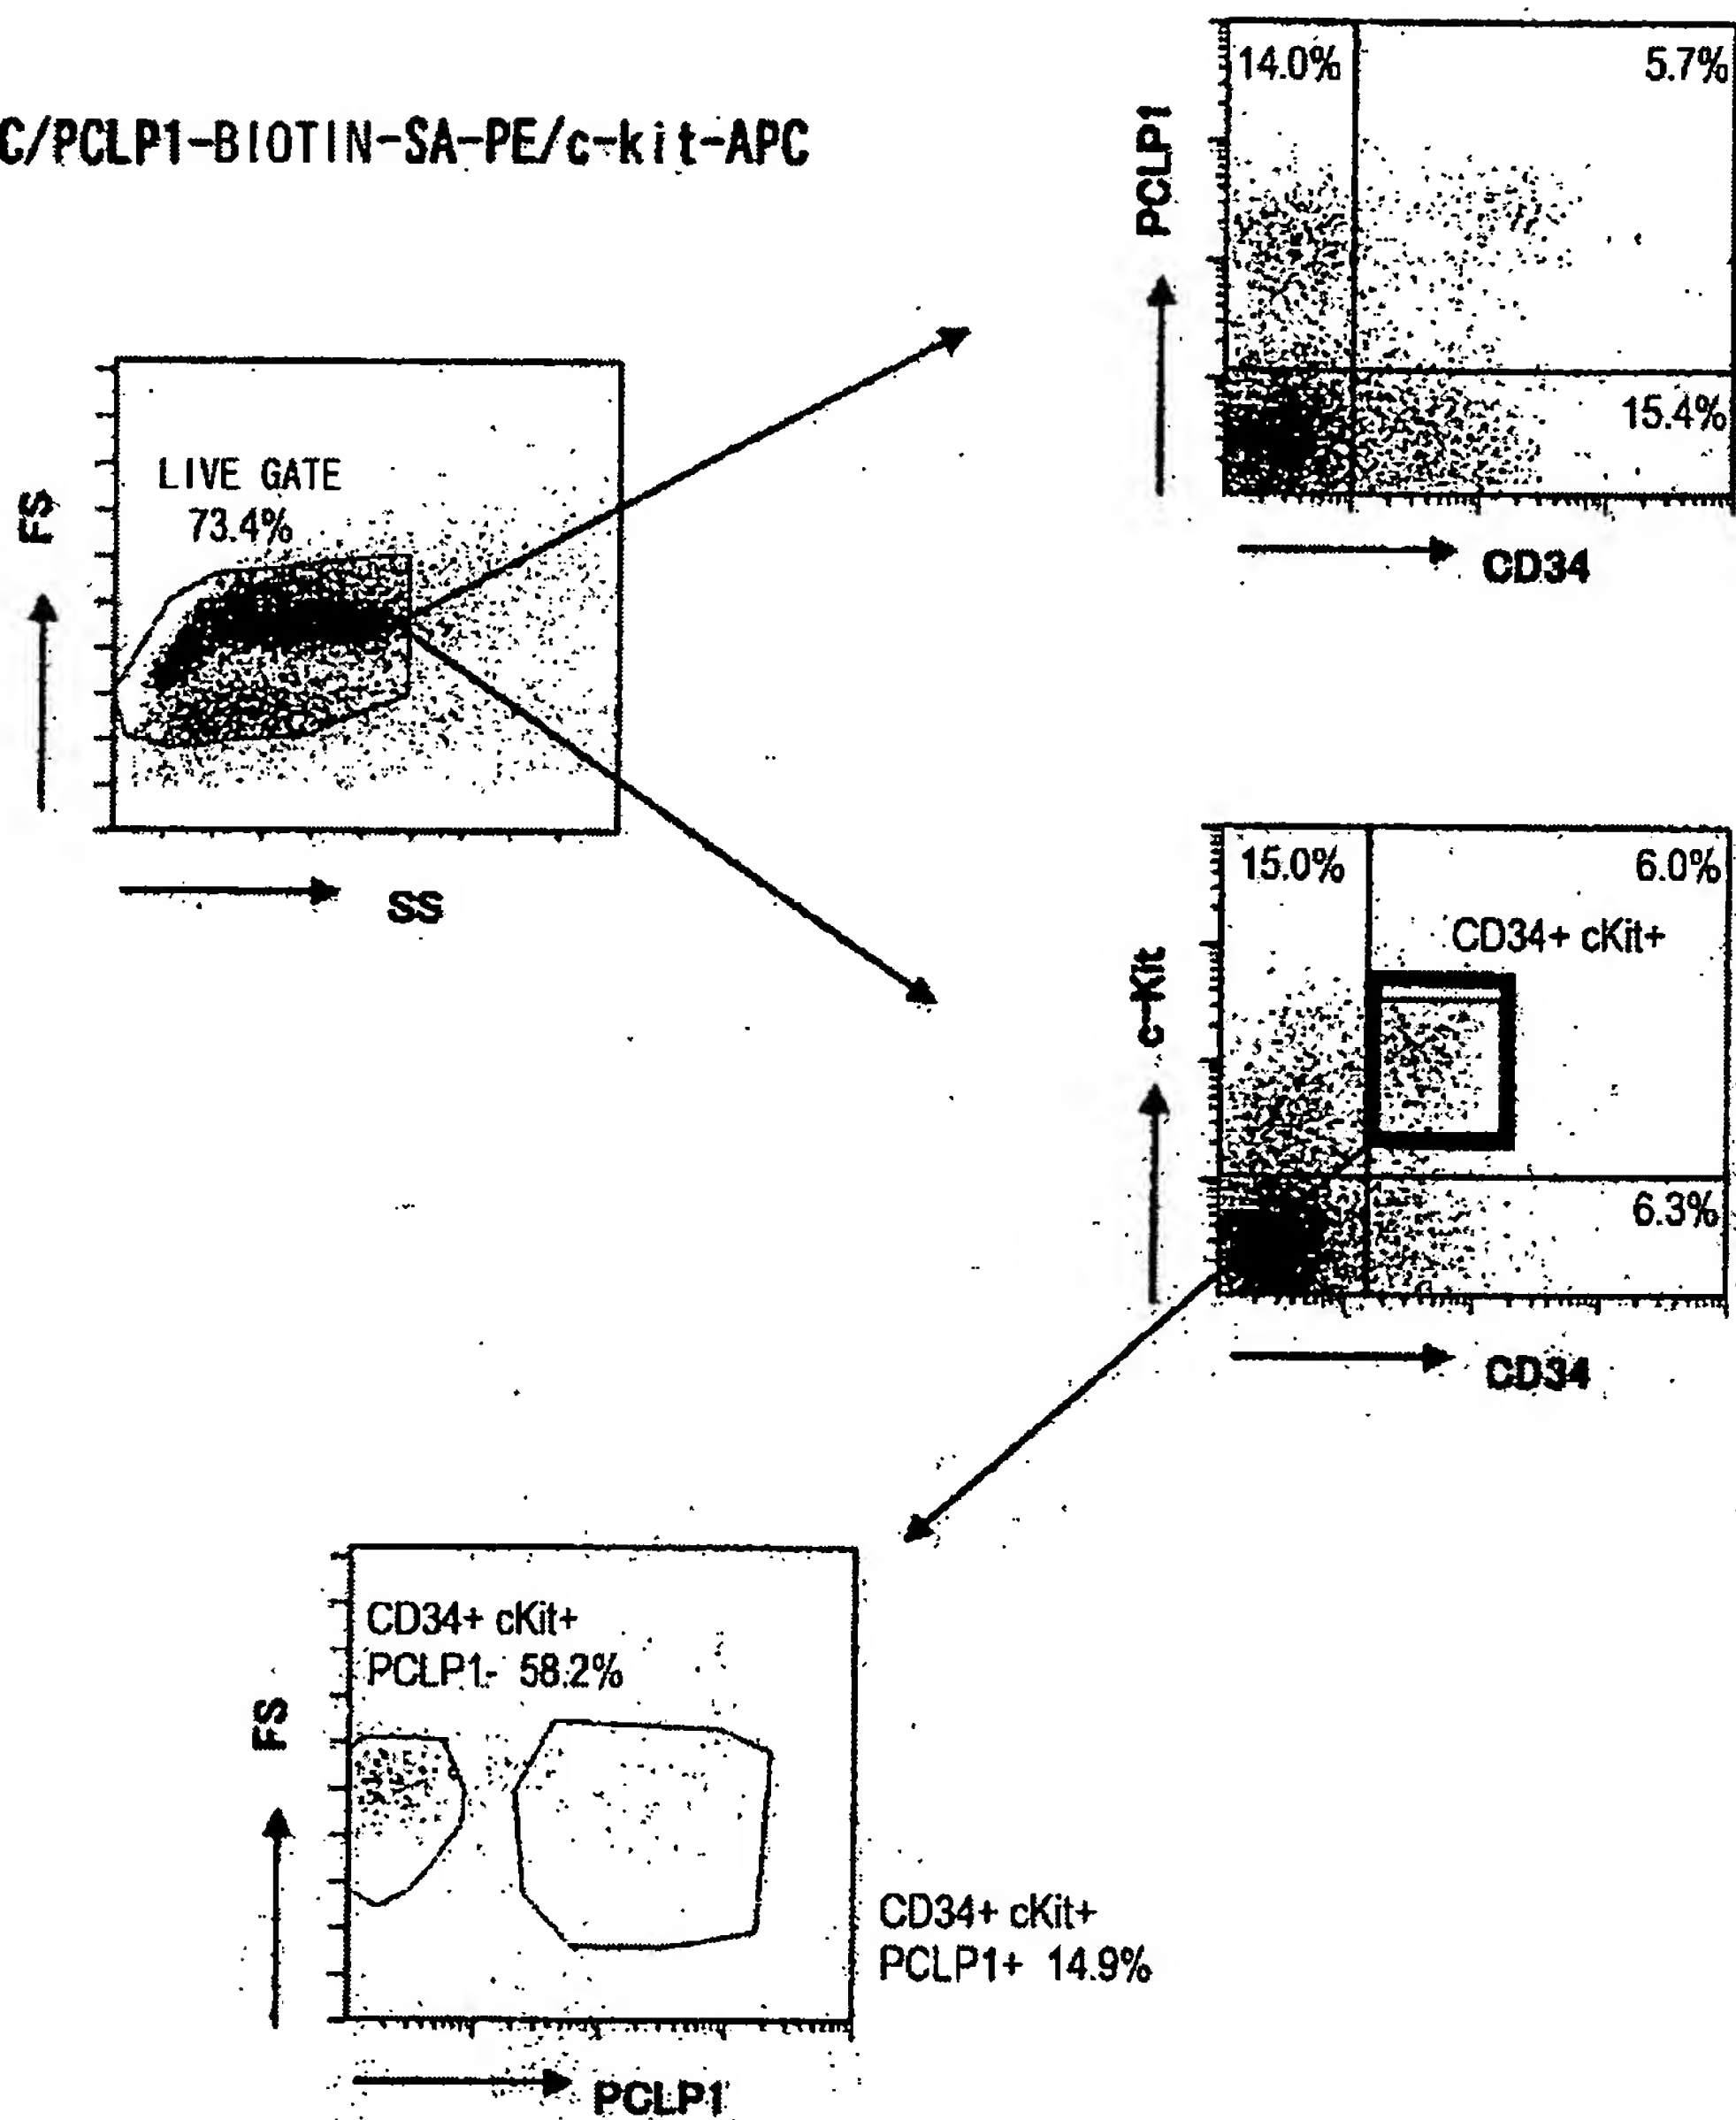 C/PCLP1-BIOTIN-SA-PE/c-kit-APC
14.0%
5.7%
PCLP1
15.4%
CD34
LIVE GATE
73.4%
FS
SS
15.0%
6.0%
CD34+ cKit+
c-Kit
6.3%
CD34
CD34+ cKit+
PCLP1- 58.2%
FS
CD34+ cKit+
PCLP1+ 14.9%
PCLP1